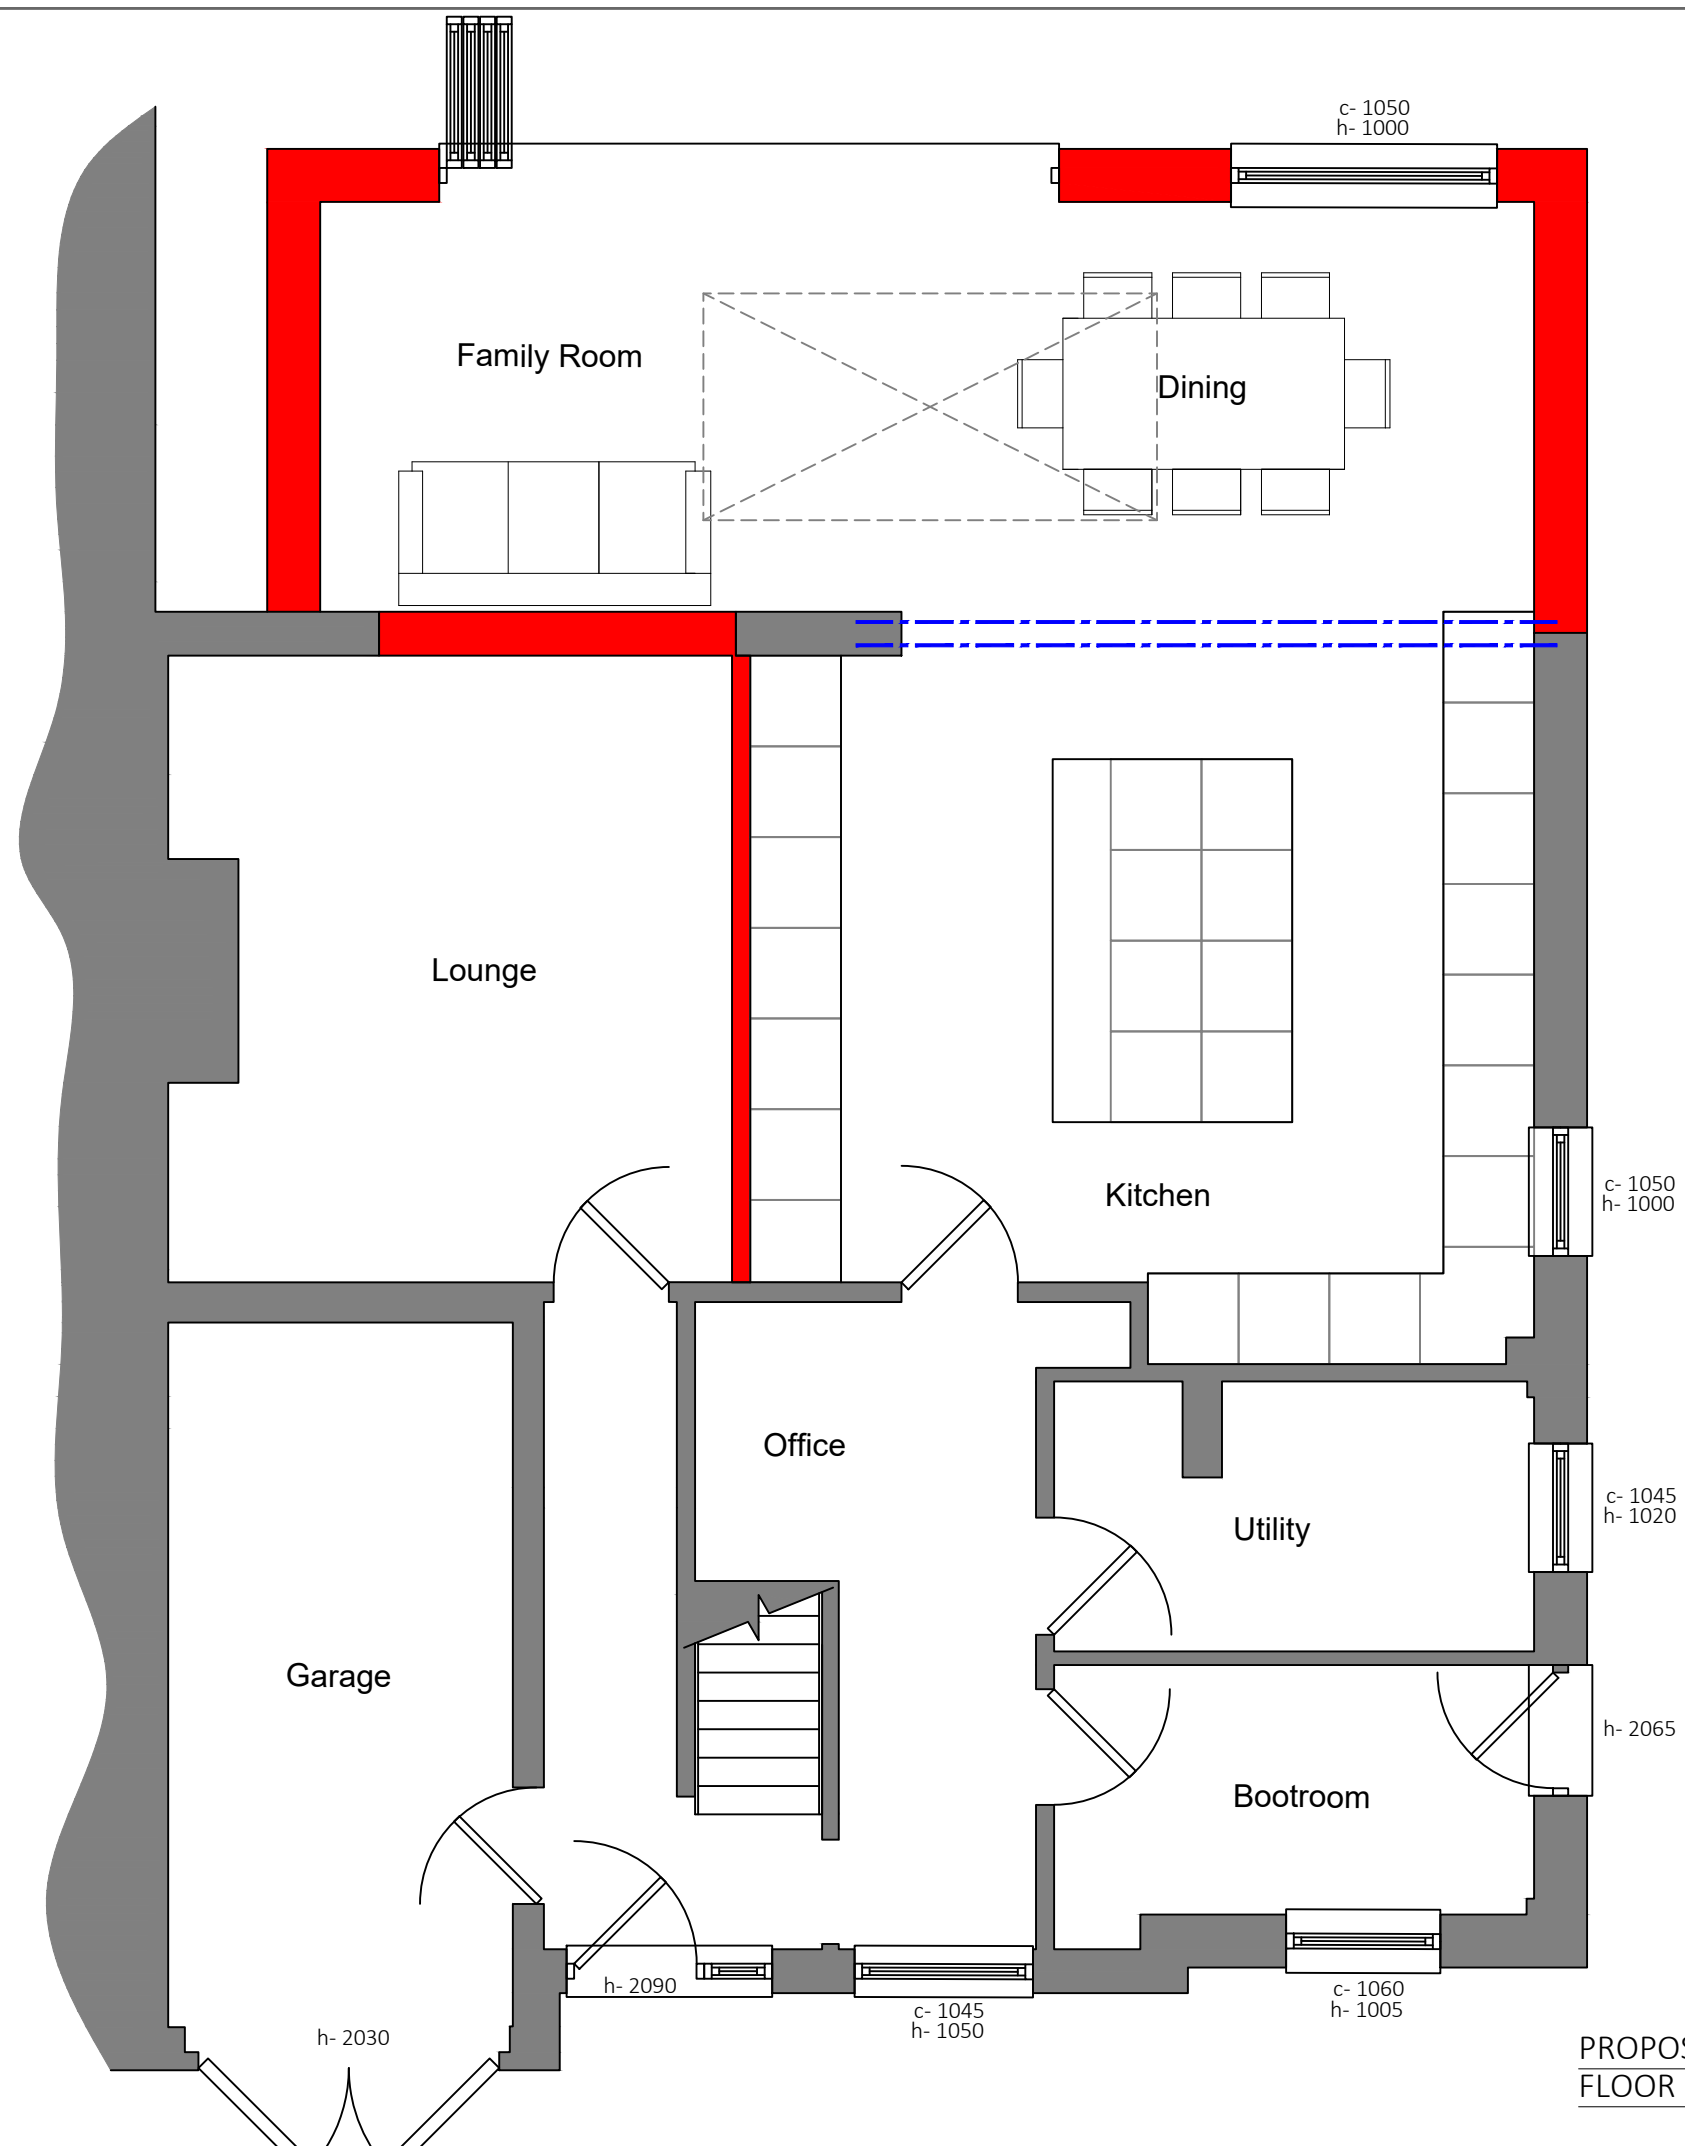 c- 1050
h- 1000
Family Room
Dining
Lounge
Kitchen
c- 1050
h- 1000
Office
c- 1045
h- 1020
Utility
Garage
h- 2065
Bootroom
h- 2090
c- 1060
h- 1005
c- 1045
h- 1050
h- 2030
PROPOS
FLOOR